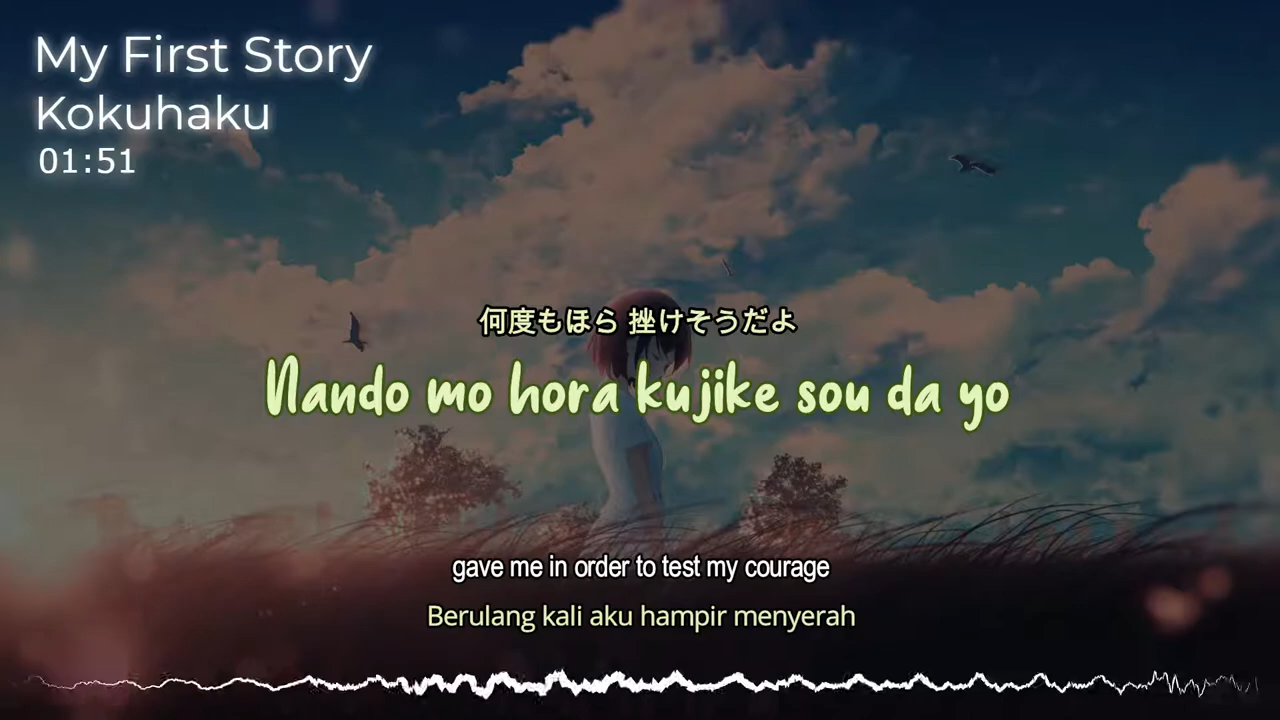 My First Story
Kokuhaku
01:51
何度もほら 挫けそうだよ
Nando mo hora kujike sou da yo
gave me in order to test my courage
Berulang kali aku hampir menyerah